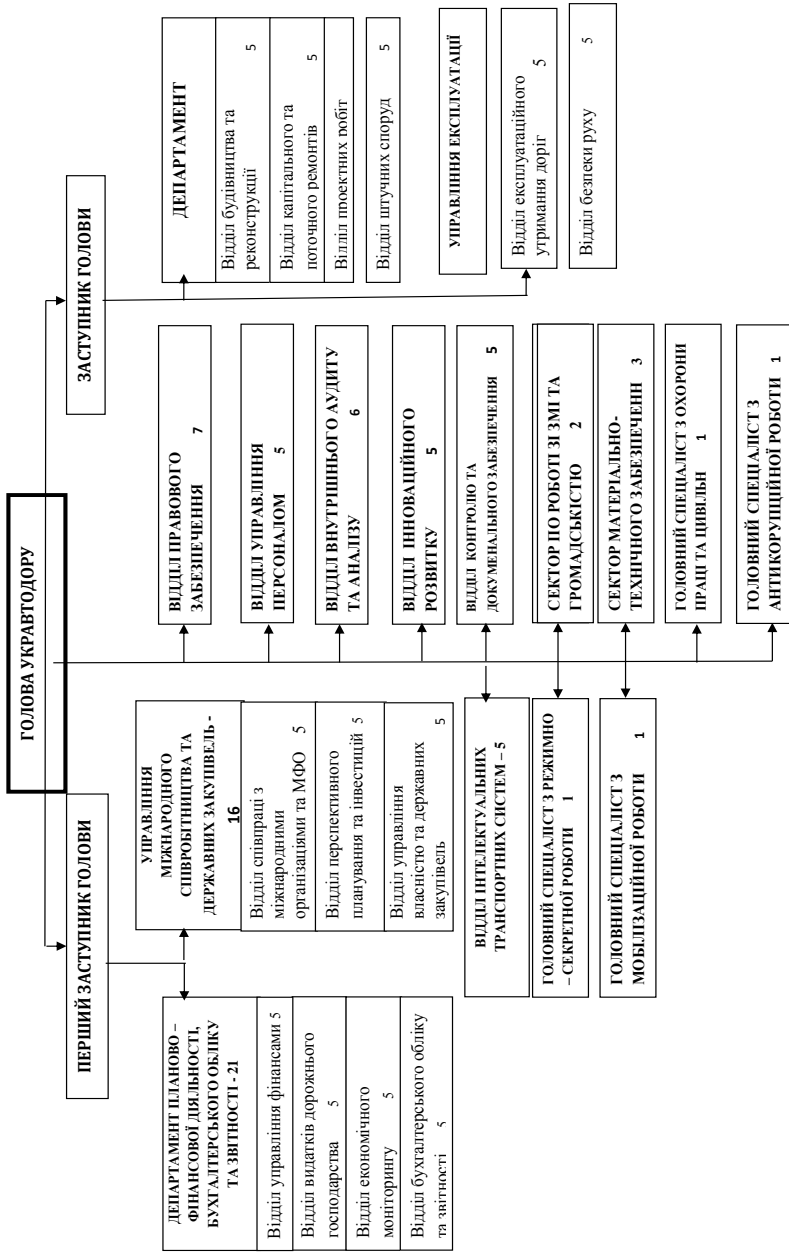 ГОЛОВА УКРАВТОДОРУ
ПЕРШИЙ ЗАСТУПНИК ГОЛОВИ
ЗАСТУПНИК ГОЛОВИ
ДЕПАРТАМЕНТ ПЛАНОВО –
ФІНАНСОВОЇ ДІЯЛЬНОСТІ,
БУХГАЛТЕРСЬКОГО ОБЛІКУ
ТА ЗВІТНОСТІ - 21
Відділ управління фінансами 5
Відділ видатків дорожнього
господарства 5
Відділ економічного
моніторингу 5
Відділ бухгалтерського обліку
та звітності 5
УПРАВЛІННЯ
МІЖНАРОДНОГО
СПІВРОБІТНИЦТВА ТА
ДЕРЖАВНИХ ЗАКУПІВЕЛЬ -
16
Відділ співпраці з
міжнародними
організаціями та МФО 5
Відділ перспективного
планування та інвестицій 5
Відділ управління
власністю та державних
закупівель 5
ВІДДІЛ ІНТЕЛЕКТУАЛЬНИХ
ТРАНСПОРТНИХ СИСТЕМ – 5
ГОЛОВНИЙ СПЕЦІАЛІСТ З РЕЖИМНО
– СЕКРЕТНОЇ РОБОТИ 1
ГОЛОВНИЙ СПЕЦІАЛІСТ З
МОБІЛІЗАЦІЙНОЇ РОБОТИ 1
ВІДДІЛ ПРАВОВОГО
ЗАБЕЗПЕЧЕННЯ 7
ВІДДІЛ УПРАВЛІННЯ
ПЕРСОНАЛОМ 5
ВІДДІЛ ВНУТРІШНЬОГО АУДИТУ
ТА АНАЛІЗУ 6
ВІДДІЛ ІННОВАЦІЙНОГО
РОЗВИТКУ 5
ВІДДІЛ КОНТРОЛЮ ТА
ДОКУМЕНАЛЬНОГО ЗАБЕЗПЕЧЕННЯ 5
СЕКТОР ПО РОБОТІ ЗІ ЗМІ ТА
ГРОМАДСЬКІСТЮ 2
СЕКТОР МАТЕРІАЛЬНО-
ТЕХНІЧНОГО ЗАБЕЗПЕЧЕНН 3
ГОЛОВНИЙ СПЕЦІАЛІСТ З ОХОРОНИ
ПРАЦІ ТА ЦИВІЛЬН 1
ГОЛОВНИЙ СПЕЦІАЛІСТ З
АНТИКОРУПЦІЙНОЇ РОБОТИ 1
ДЕПАРТАМЕНТ
Відділ будівництва та
реконструкції 5
Відділ капітального та
поточного ремонтів 5
Відділ проектних робіт
Відділ штучних споруд 5
УПРАВЛІННЯ ЕКСПЛУАТАЦІЇ
Відділ експлуатаційного
утримання доріг 5
Відділ безпеки руху 5